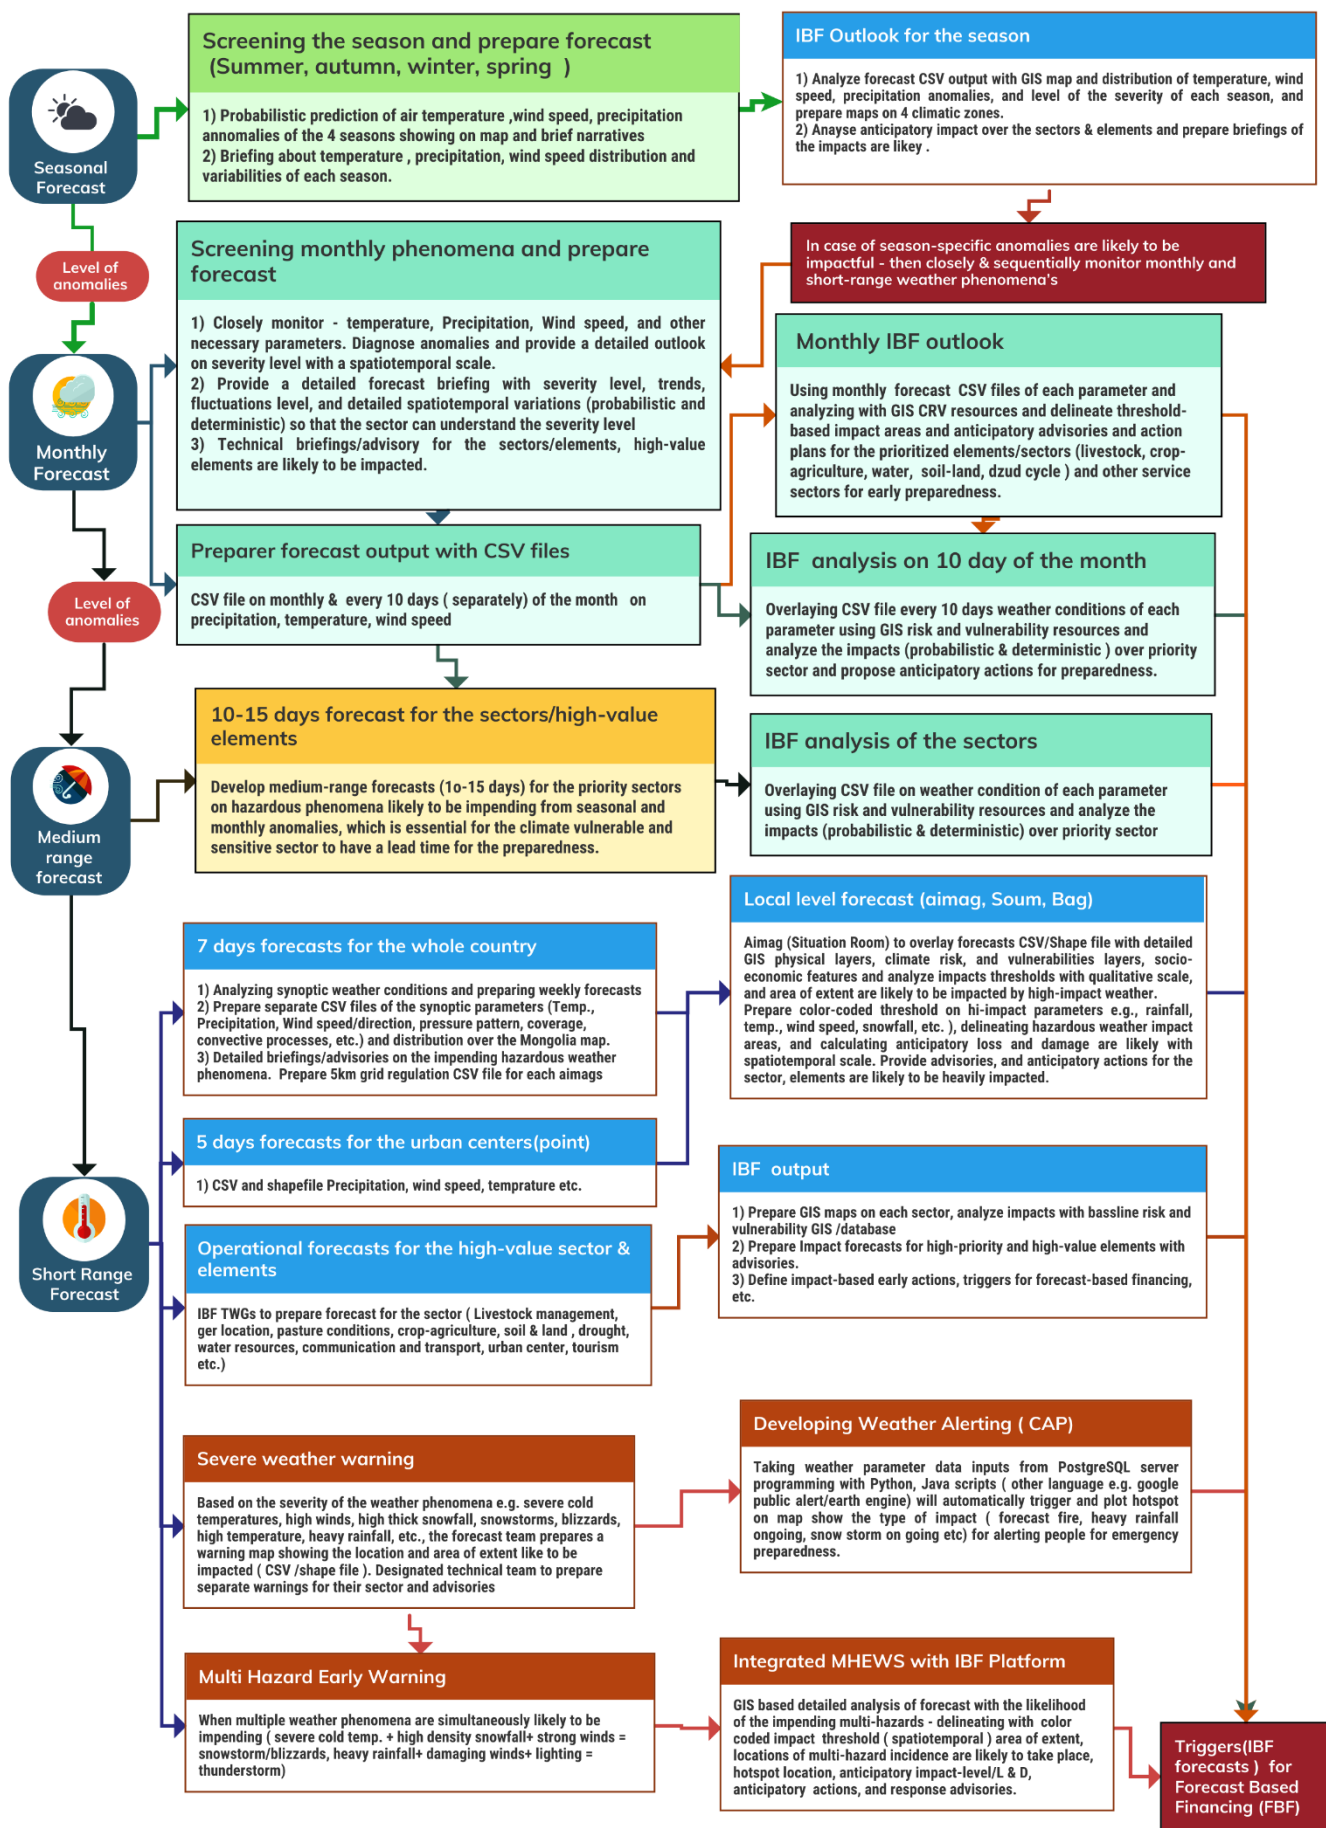 Screening the season and prepare forecast
(Summer, autumn, winter, spring )
1) Probabilistic prediction of air temperature ,wind speed, precipitation
annomalies of the 4 seasons showing on map and brief narratives
2) Briefing about temperature , precipitation, wind speed distribution and
variabilities of each season.
IBF Outlook for the season
1) Analyze forecast CSV output with GIS map and distribution of temperature, wind
speed, precipitation anomalies, and level of the severity of each season, and
prepare maps on 4 climatic zones.
2) Anayse anticipatory impact over the sectors & elements and prepare briefings of
the impacts are likey .
Seasonal
Forecast
Level of
anomalies
Screening monthly phenomena and prepare
forecast
1) Closely monitor - temperature, Precipitation, Wind speed, and other
necessary parameters. Diagnose anomalies and provide a detailed outlook
on severity level with a spatiotemporal scale.
2) Provide a detailed forecast briefing with severity level, trends,
fluctuations level, and detailed spatiotemporal variations (probabilistic and
deterministic) so that the sector can understand the severity level
3) Technical briefings/advisory for the sectors/elements, high-value
elements are likely to be impacted.
In case of season-specific anomalies are likely to be
impactful - then closely & sequentially monitor monthly and
short-range weather phenomena's
Monthly IBF outlook
Using monthly forecast CSV files of each parameter and
analyzing with GIS CRV resources and delineate threshold-
based impact areas and anticipatory advisories and action
plans for the prioritized elements/sectors (livestock, crop-
agriculture, water, soil-land, dzud cycle ) and other service
sectors for early preparedness.
Monthly
Forecast
Preparer forecast output with CSV files
CSV file on monthly & every 10 days ( separately) of the month on
precipitation, temperature, wind speed
IBF analysis on 10 day of the month
Overlaying CSV file every 10 days weather conditions of each
parameter using GIS risk and vulnerability resources and
analyze the impacts (probabilistic & deterministic ) over priority
sector and propose anticipatory actions for preparedness.
Level of
anomalies
10-15 days forecast for the sectors/high-value
elements
Develop medium-range forecasts (1o-15 days) for the priority sectors
on hazardous phenomena likely to be impending from seasonal and
monthly anomalies, which is essential for the climate vulnerable and
sensitive sector to have a lead time for the preparedness.
IBF analysis of the sectors
Overlaying CSV file on weather condition of each parameter
using GIS risk and vulnerability resources and analyze the
impacts (probabilistic & deterministic) over priority sector
Medium
range
forecast
7 days forecasts for the whole country
1) Analyzing synoptic weather conditions and preparing weekly forecasts
2) Prepare separate CSV files of the synoptic parameters (Temp.,
Precipitation, Wind speed/direction, pressure pattern, coverage,
convective processes, etc.) and distribution over the Mongolia map.
3) Detailed briefings/advisories on the impending hazardous weather
phenomena. Prepare 5km grid regulation CSV file for each aimags
Local level forecast (aimag, Soum, Bag)
Aimag (Situation Room) to overlay forecasts CSV/Shape file with detailed
GIS physical layers, climate risk, and vulnerabilities layers, socio-
economic features and analyze impacts thresholds with qualitative scale,
and area of extent are likely to be impacted by high-impact weather.
Prepare color-coded threshold on hi-impact parameters e.g., rainfall,
temp., wind speed, snowfall, etc. ), delineating hazardous weather impact
areas, and calculating anticipatory loss and damage are likely with
spatiotemporal scale. Provide advisories, and anticipatory actions for the
sector, elements are likely to be heavily impacted.
5 days forecasts for the urban centers(point)
1) CSV and shapefile Precipitation, wind speed, temprature etc.
Short Range
Forecast
Operational forecasts for the high-value sector &
elements
IBF TWGs to prepare forecast for the sector ( Livestock management,
ger location, pasture conditions, crop-agriculture, soil & land , drought,
water resources, communication and transport, urban center, tourism
etc.)
IBF output
1) Prepare GIS maps on each sector, analyze impacts with bassline risk and
vulnerability GIS /database
2) Prepare Impact forecasts for high-priority and high-value elements with
advisories.
3) Define impact-based early actions, triggers for forecast-based financing,
etc.
Severe weather warning
Based on the severity of the weather phenomena e.g. severe cold
temperatures, high winds, high thick snowfall, snowstorms, blizzards,
high temperature, heavy rainfall, etc., the forecast team prepares a
warning map showing the location and area of extent like to be
impacted ( CSV /shape file ). Designated technical team to prepare
separate warnings for their sector and advisories
Developing Weather Alerting ( CAP)
Taking weather parameter data inputs from PostgreSQL server
programming with Python, Java scripts ( other language e.g. google
public alert/earth engine) will automatically trigger and plot hotspot
on map show the type of impact ( forecast fire, heavy rainfall
ongoing, snow storm on going etc) for alerting people for emergency
preparedness.
Multi Hazard Early Warning
When multiple weather phenomena are simultaneously likely to be
impending ( severe cold temp. + high density snowfall+ strong winds =
snowstorm/blizzards, heavy rainfall+ damaging winds+ lighting =
thunderstorm)
Integrated MHEWS with IBF Platform
GIS based detailed analysis of forecast with the likelihood
of the impending multi-hazards - delineating with color
coded impact threshold ( spatiotemporal ) area of extent,
locations of multi-hazard incidence are likely to take place,
hotspot location, anticipatory impact-level/L & D,
anticipatory actions, and response advisories.
Triggers(IBF
forecasts ) for
Forecast Based
Financing (FBF)